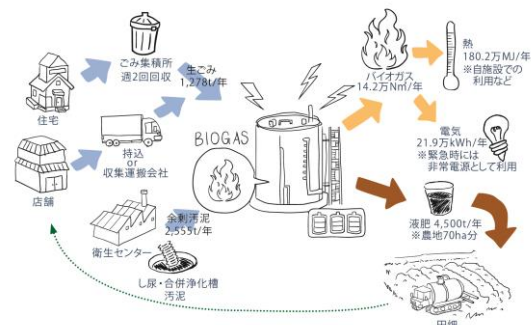 ごみ集積所
週2回回収
住宅
生ごみ
1,278t/年
持込
or
収集運搬会社
店舗
余剰汚泥
2,555t/年
衛生センター
し尿・合併浄化槽
汚泥
BIOGAS
バイオガス
14.2万N㎥/年
熱
180.2万MJ/年
※自施設での
利用など
電気
21.9万kWh/年
※緊急時には
非常電源として利用
液肥 4,500t/年
※農地70ha分
田畑